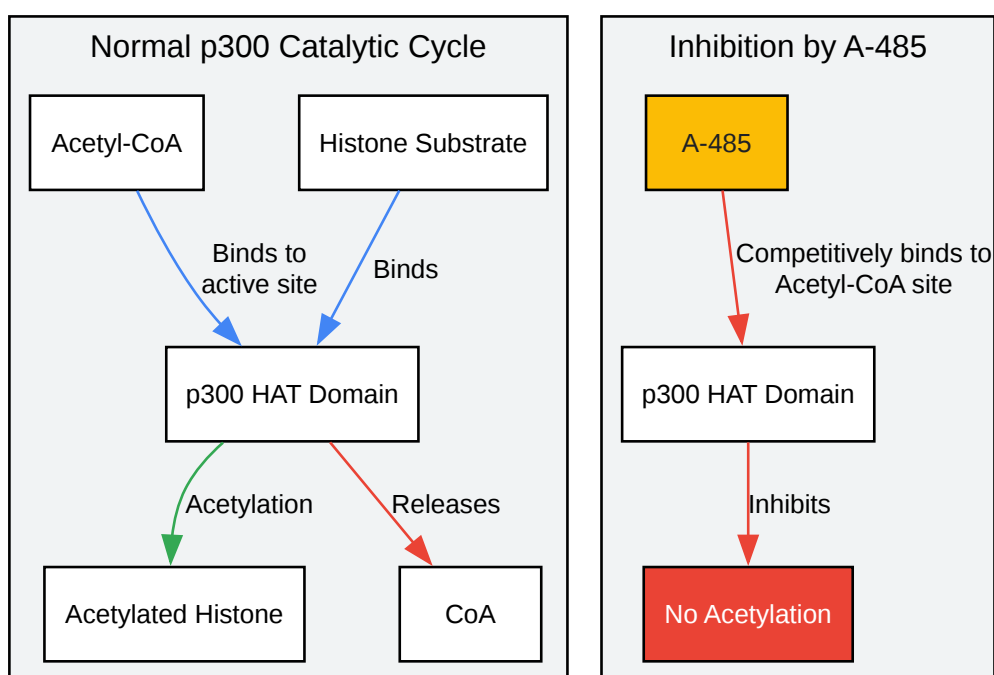 Normal p300 Catalytic Cycle
Acetyl-CoA
Histone Substrate
Binds to
active site
Binds
p300 HAT Domain
Acetylation
Releases
Acetylated Histone
CoA
Inhibition by A-485
A-485
Competitively binds to
Acetyl-CoA site
p300 HAT Domain
Inhibits
No Acetylation